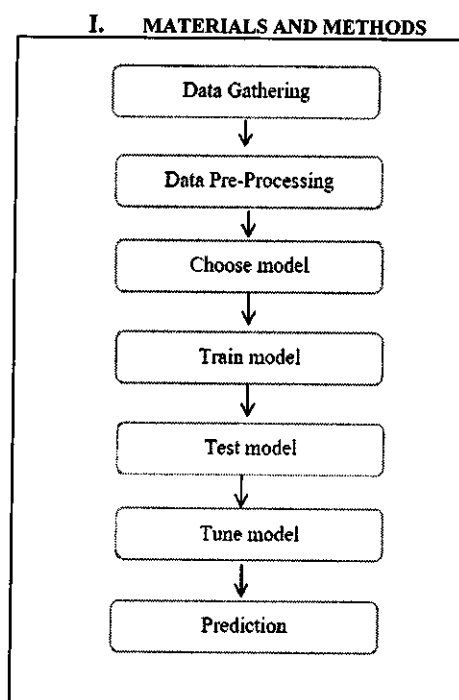 I. MATERIALS AND METHODS
Data Gathering
Data Pre-Processing
Choose model
Train model
Test model
Tune model
Prediction